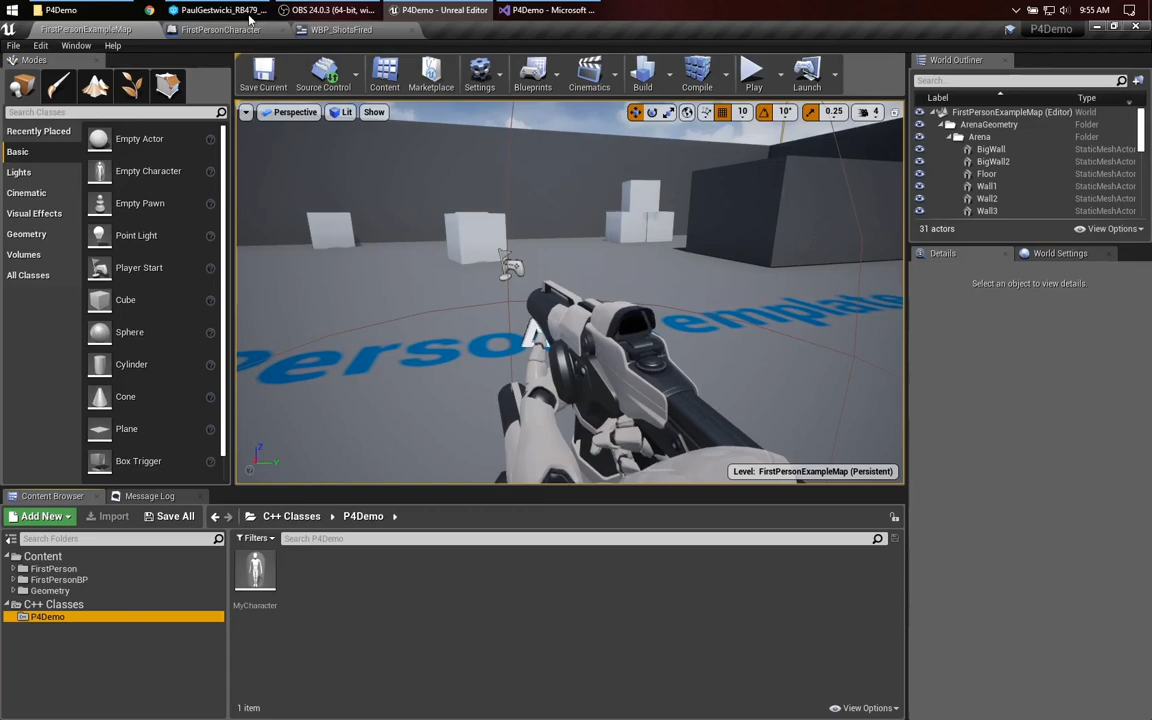 P4Demo
PaulGestwicki_RB479_...
OBS 24.0.3 (64-bit, wi...
P4Demo - Unreal Editor
P4Demo - Microsoft ...
9:55 AM
FirstPersonExampleMap
FirstPersonCharacter
WBP_ShotsFired
P4Demo
File Edit Window Help
Modes
Search Classes
Recently Placed
Basic
Lights
Cinematic
Visual Effects
Geometry
Volumes
All Classes
Empty Actor
Empty Character
Empty Pawn
Point Light
Player Start
Cube
Sphere
Cylinder
Cone
Plane
Box Trigger
Save Current
Source Control
Content
Marketplace
Settings
Blueprints
Cinematics
Build
Compile
Play
Launch
Perspective Lit Show
10 10° 0.25 4
Person
emplate
Z
Y
Level: FirstPersonExampleMap (Persistent)
World Outliner
Search...
Label Type
FirstPersonExampleMap (Editor) World
ArenaGeometry Folder
Arena Folder
BigWall StaticMeshActor
BigWall2 StaticMeshActor
Floor StaticMeshActor
Wall1 StaticMeshActor
Wall2 StaticMeshActor
Wall3 StaticMeshActor
31 actors View Options
Details World Settings
Select an object to view details.
Content Browser Message Log
Add New Import Save All C++ Classes P4Demo
Search Folders
Content
FirstPerson
FirstPersonBP
Geometry
C++ Classes
P4Demo
Filters Search P4Demo
MyCharacter
1 item View Options